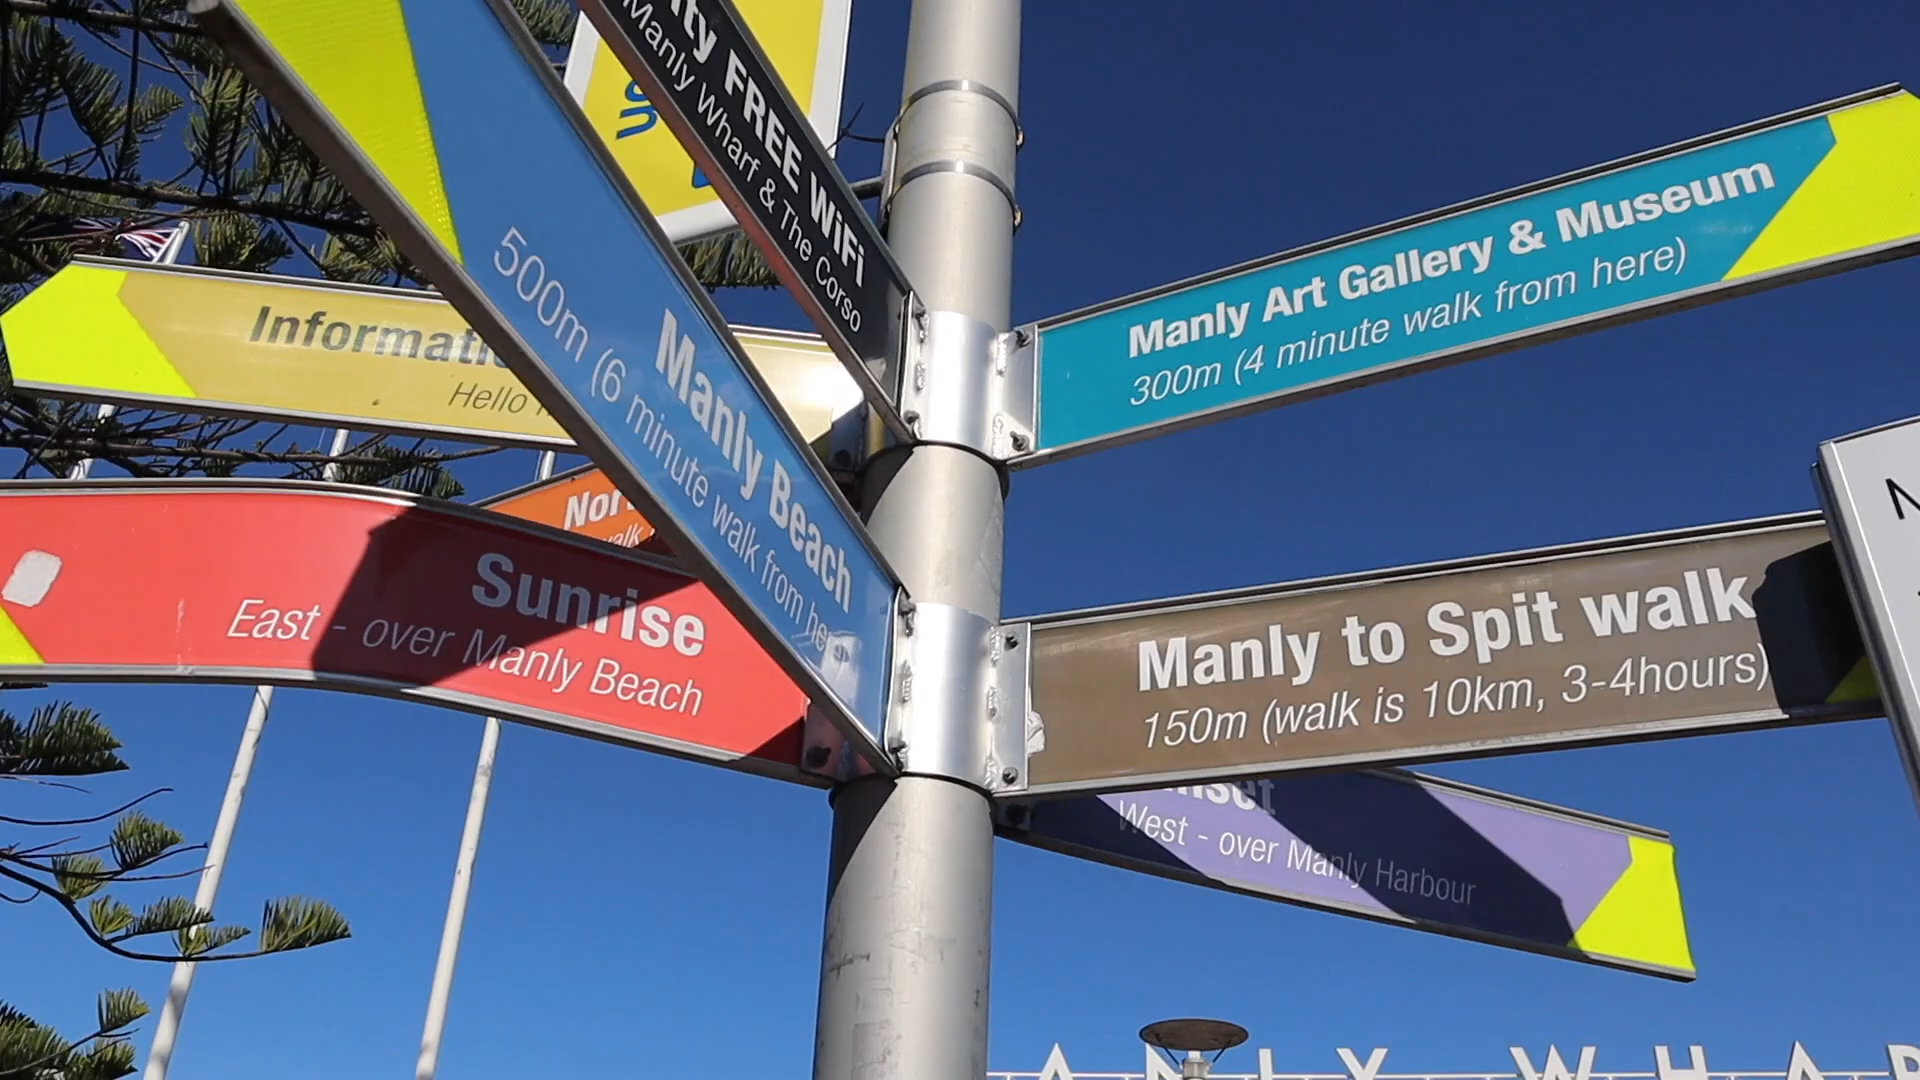 FREE WiFi
Manly Wharf & The Corso
Manly Art Gallery & Museum
300m (4 minute walk from here)
Hello
Manly Beach
500m (6 minute walk from here
Sunrise
East - over Manly Beach
Manly to Spit walk
150m (walk is 10km, 3-4hours)
West - over Manly Harbour